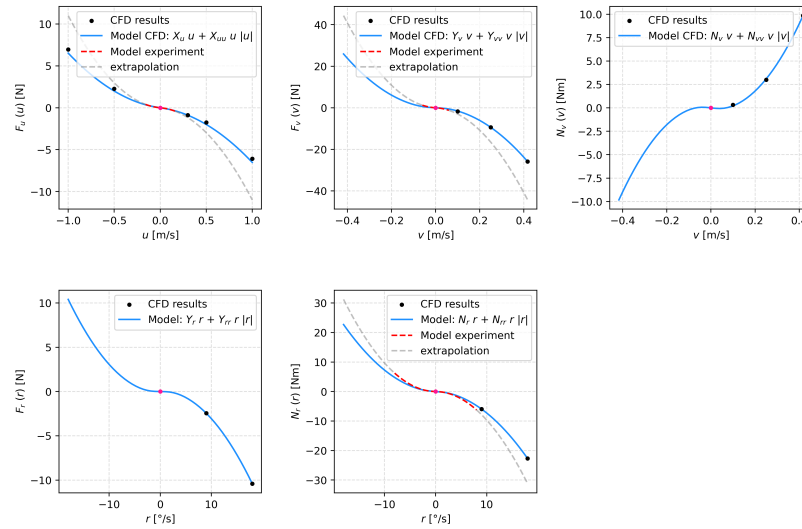 CFD results
Model CFD: X_u u + X_uu u |u|
Model experiment
extrapolation
F_u (u) [N]
10
5
0
−5
−10
−1.0
−0.5
0.0
0.5
1.0
u [m/s]
CFD results
Model CFD: Y_v v + Y_vv v |v|
Model experiment
extrapolation
F_v (v) [N]
40
20
0
−20
−40
−0.4
−0.2
0.0
0.2
0.4
v [m/s]
CFD results
Model CFD: N_v v + N_vv v |v|
N_v (v) [Nm]
10.0
7.5
5.0
2.5
0.0
−2.5
−5.0
−7.5
−10.0
−0.4
−0.2
0.0
0.2
0.4
v [m/s]
CFD results
Model: Y_r r + Y_rr r |r|
F_r (r) [N]
10
5
0
−5
−10
−10
0
10
r [°/s]
CFD results
Model: N_r r + N_rr r |r|
Model experiment
extrapolation
N_r (r) [Nm]
30
20
10
0
−10
−20
−30
−10
0
10
r [°/s]